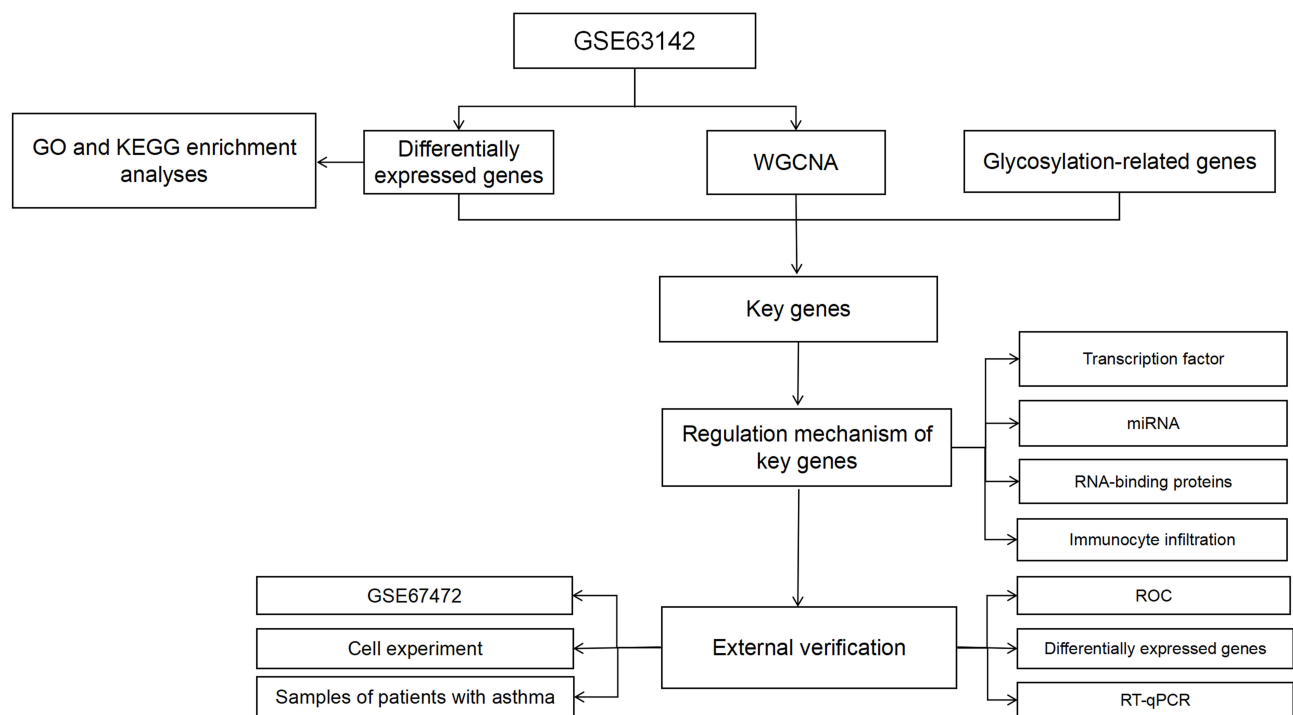 GSE63142
GO and KEGG enrichment
analyses
Differentially
expressed genes
WGCNA
Glycosylation-related genes
Key genes
Regulation mechanism of
key genes
Transcription factor
miRNA
RNA-binding proteins
Immunocyte infiltration
GSE67472
Cell experiment
Samples of patients with asthma
External verification
ROC
Differentially expressed genes
RT-qPCR